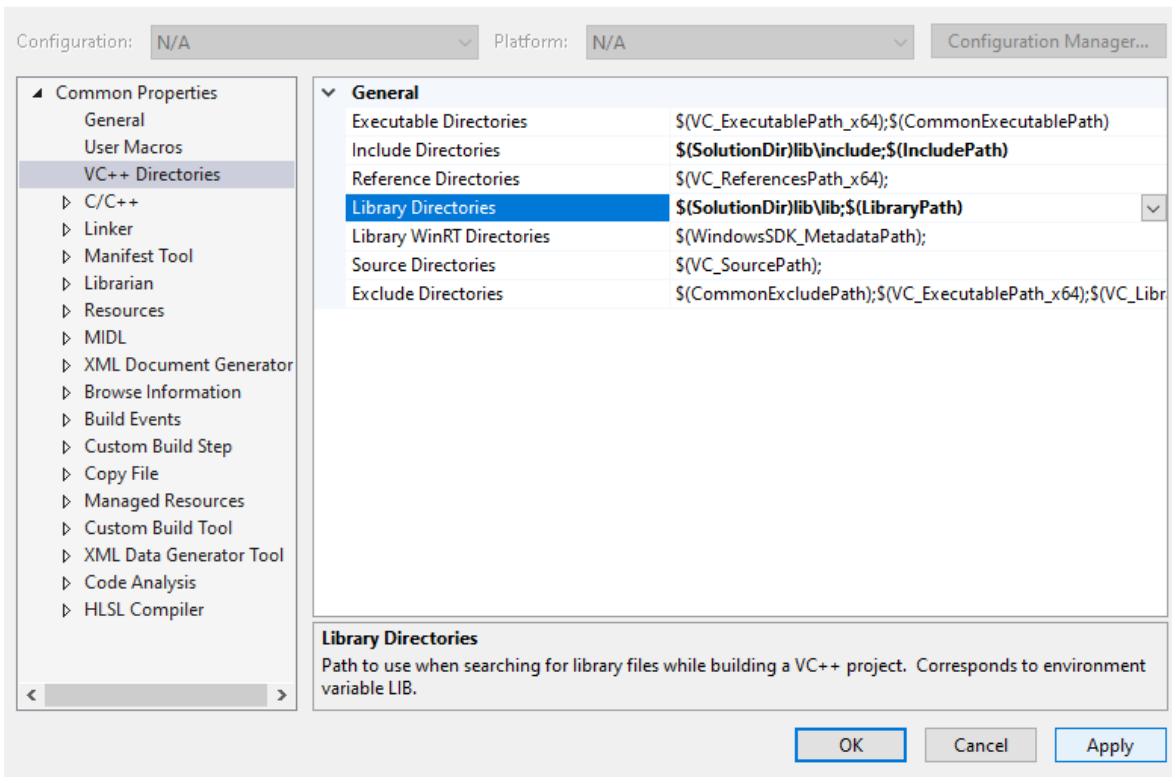 Configuration: N/A Platform: N/A Configuration Manager...
Common Properties
General
User Macros
VC++ Directories
C/C++
Linker
Manifest Tool
Librarian
Resources
MIDL
XML Document Generator
Browse Information
Build Events
Custom Build Step
Copy File
Managed Resources
Custom Build Tool
XML Data Generator Tool
Code Analysis
HLSL Compiler
General
Executable Directories $(VC_ExecutablePath_x64);$(CommonExecutablePath)
Include Directories $(SolutionDir)lib\include;$(IncludePath)
Reference Directories $(VC_ReferencesPath_x64);
Library Directories $(SolutionDir)lib\lib;$(LibraryPath)
Library WinRT Directories $(WindowsSDK_MetadataPath);
Source Directories $(VC_SourcePath);
Exclude Directories $(CommonExcludePath);$(VC_ExecutablePath_x64);$(VC_Libr
Library Directories
Path to use when searching for library files while building a VC++ project.  Corresponds to environment
variable LIB.
OK Cancel Apply